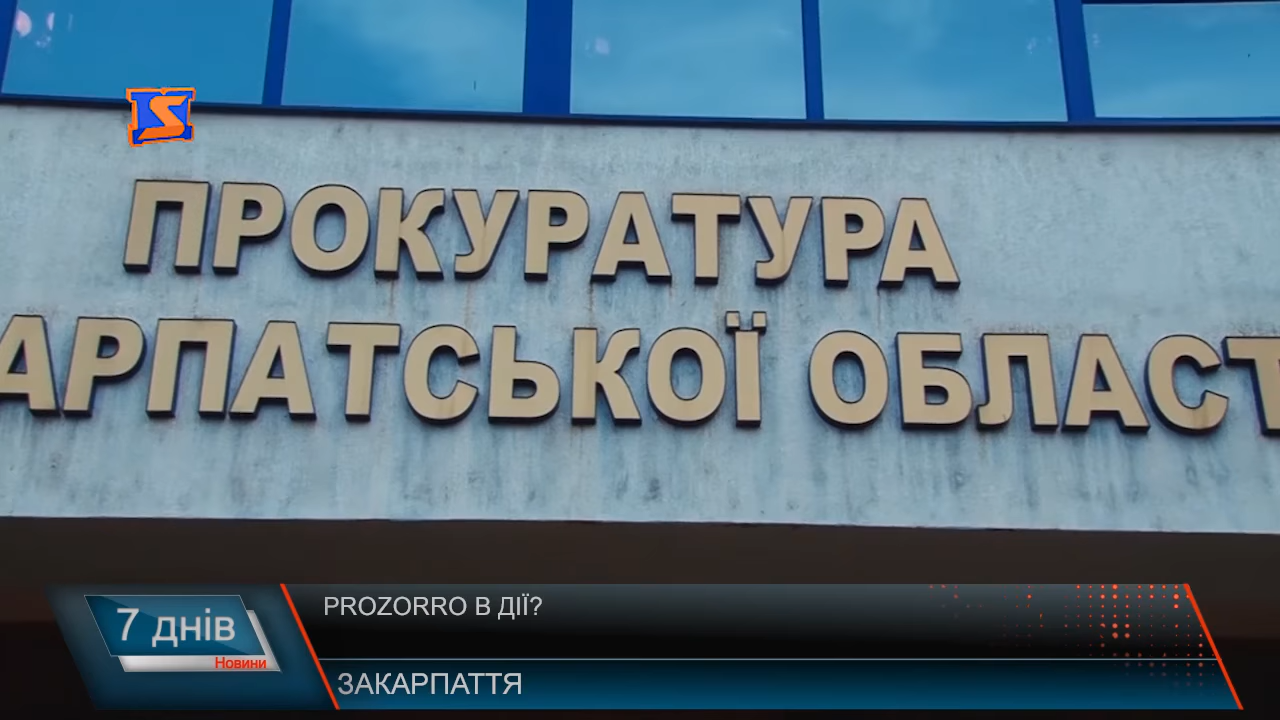 ПРОКУРАТУРА
АРПАТСЬКОЇ ОБЛАСТ
PROZORRO В ДІЇ?
7 днів
Новини
ЗАКАРПАТТЯ